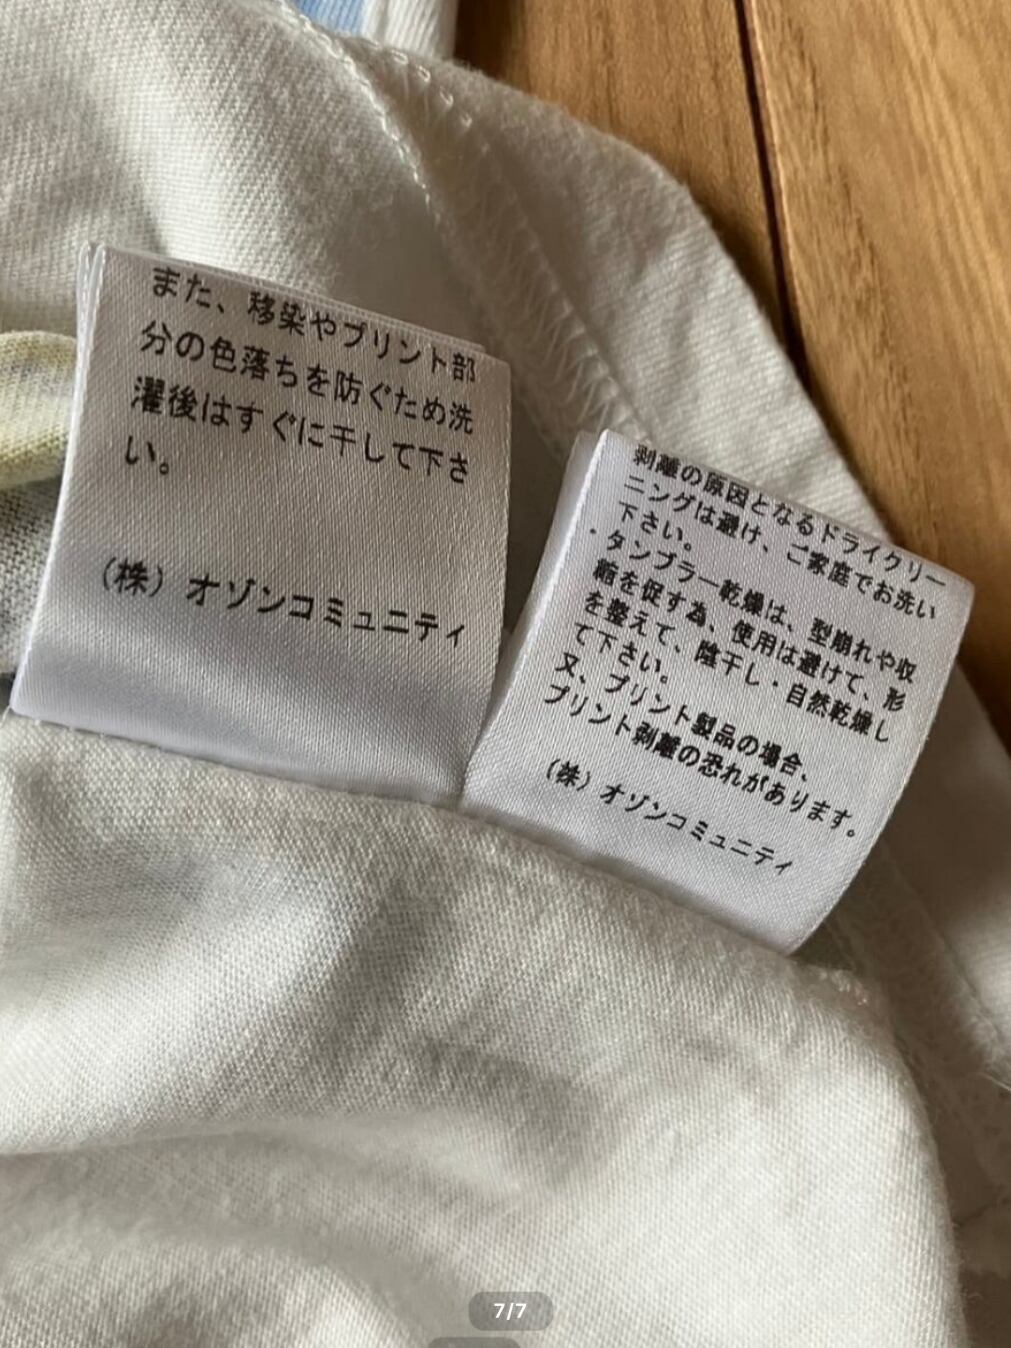 また、移染やプリント部
分の色落ちを防ぐため洗
濯後はすぐに干して下さ
い。
(株) オゾンコミュニティ
剥離の原因となるドライクリー
ニングは避け、ご家庭でお洗い
下さい。
・タンブラー乾燥は、型崩れや収
縮を促す為、使用は避けて、形
を整えて、陰干し・自然乾燥し
て下さい。
又、プリント製品の場合、
プリント剥離の恐れがあります。
(株) オゾンコミュニティ
7/7